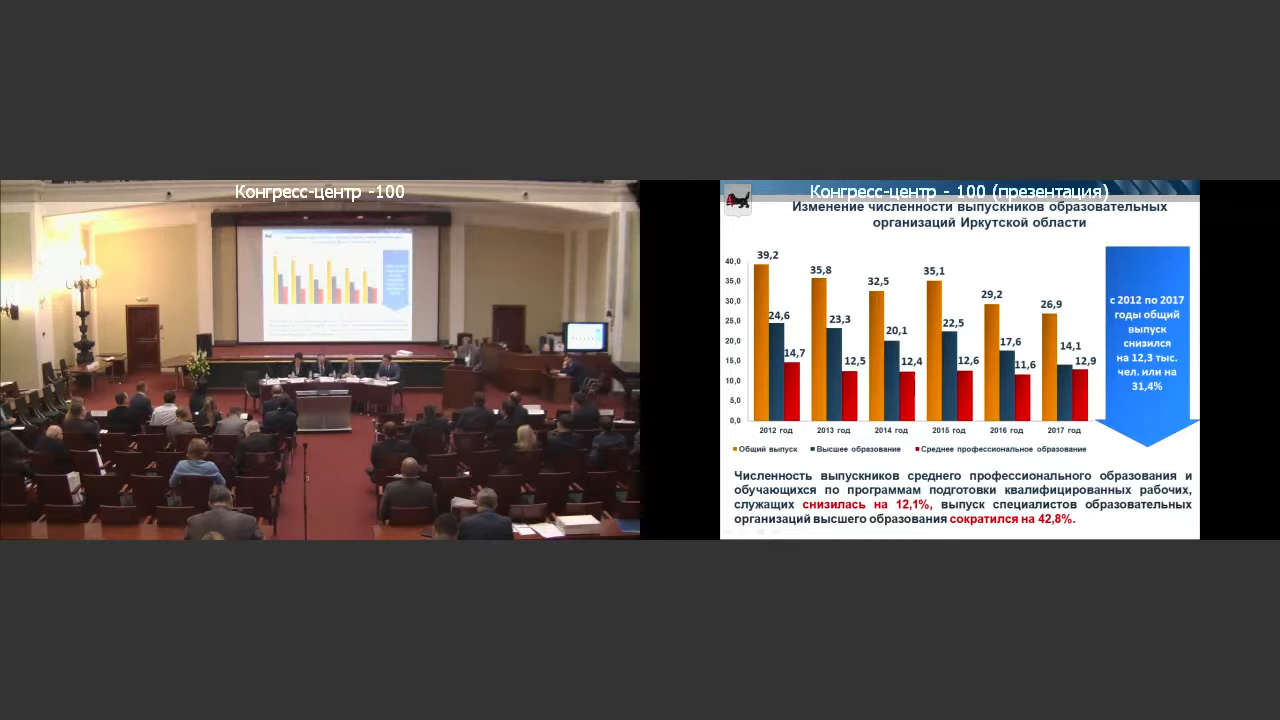 Конгресс-центр -100
Конгресс-центр - 100 (презентация)
Изменение численности выпускников образовательных
организаций Иркутской области
40,0
35,0
30,0
25,0
20,0
15,0
10,0
5,0
0,0
39,2
24,6
14,7
35,8
23,3
12,5
32,5
20,1
12,4
35,1
22,5
12,6
29,2
17,6
11,6
26,9
14,1
12,9
2012 год
2013 год
2014 год
2015 год
2016 год
2017 год
Общий выпуск
Высшее образование
Среднее профессиональное образование
с 2012 по 2017
годы общий
выпуск
снизился
на 12,3 тыс.
чел. или на
31,4%
Численность выпускников среднего профессионального образования и
обучающихся по программам подготовки квалифицированных рабочих,
служащих снизилась на 12,1%, выпуск специалистов образовательных
организаций высшего образования сократился на 42,8%.